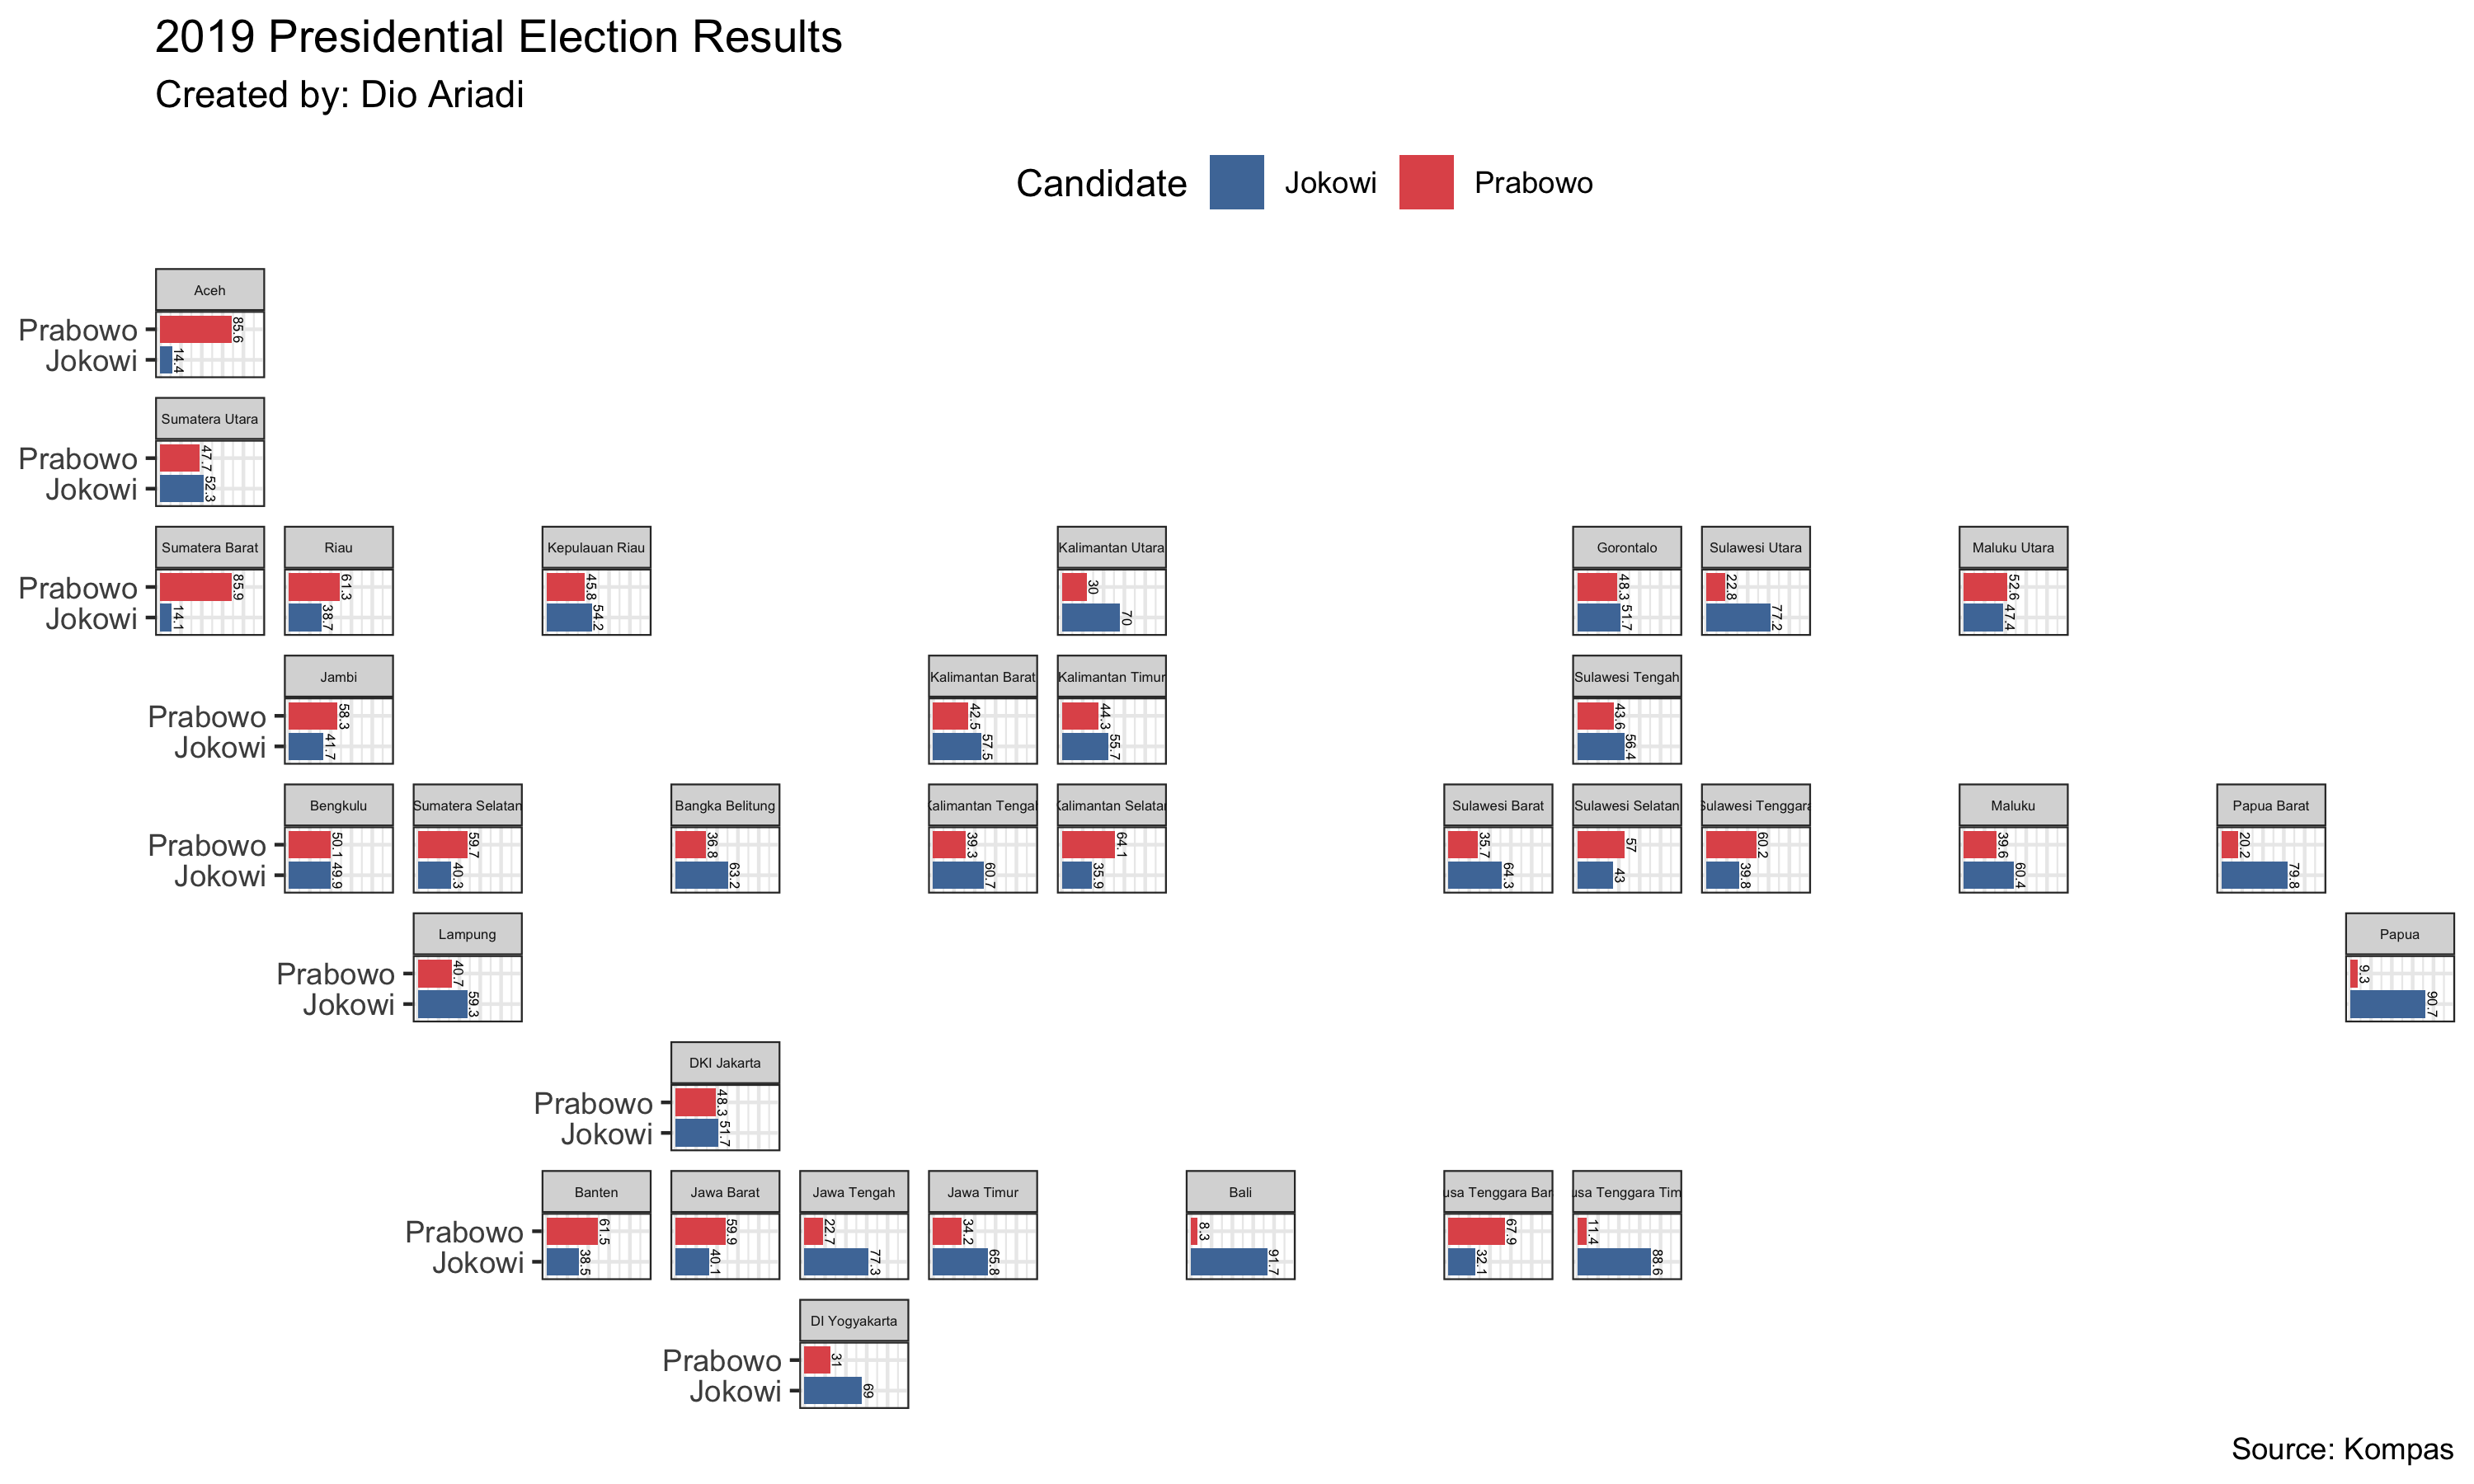 2019 Presidential Election Results
Created by: Dio Ariadi
Candidate Jokowi Prabowo
Aceh
Prabowo 85.6
Jokowi 14.4
Sumatera Utara
Prabowo 47.7
Jokowi 52.3
Sumatera Barat Riau Kepulauan Riau Kalimantan Utara Gorontalo Sulawesi Utara Maluku Utara
Prabowo 85.9 61.3 45.8 30 48.3 22.8 52.6
Jokowi 14.1 38.7 54.2 70 51.7 77.2 47.4
Jambi Kalimantan Barat Kalimantan Timur Sulawesi Tengah
Prabowo 58.3 42.5 44.3 43.6
Jokowi 41.7 57.5 55.7 56.4
Bengkulu Sumatera Selatan Bangka Belitung Kalimantan Tengah Kalimantan Selatan Sulawesi Barat Sulawesi Selatan Sulawesi Tenggara Maluku Papua Barat
Prabowo 50.1 59.7 36.8 39.3 64.1 35.7 57 60.2 39.6 20.2
Jokowi 49.9 40.3 63.2 60.7 35.9 64.3 43 39.8 60.4 79.8
Lampung Papua
Prabowo 40.7 9.3
Jokowi 59.3 90.7
DKI Jakarta
Prabowo 48.3
Jokowi 51.7
Banten Jawa Barat Jawa Tengah Jawa Timur Bali usa Tenggara Bar usa Tenggara Tim
Prabowo 61.5 59.9 22.7 34.2 8.3 67.9 11.4
Jokowi 38.5 40.1 77.3 65.8 91.7 32.1 88.6
DI Yogyakarta
Prabowo 31
Jokowi 69
Source: Kompas